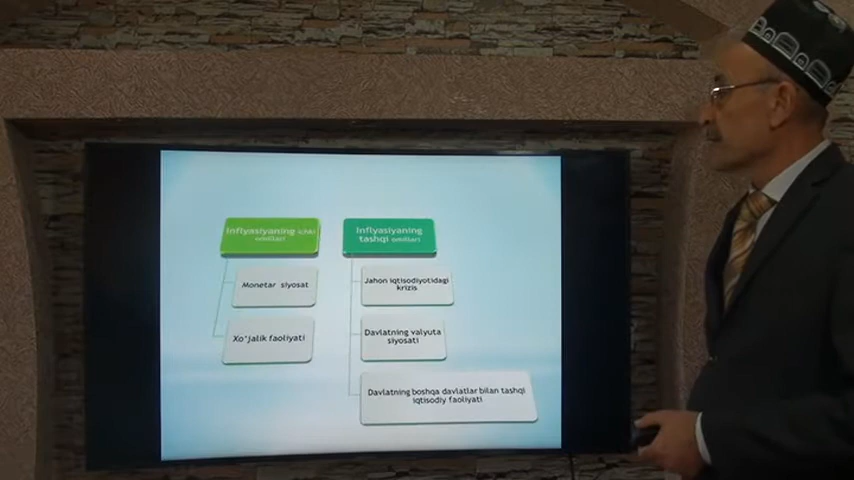 Inflyasiyaning ichki
omillari
Inflyasiyaning
tashqi omillari
Monetar siyosat
Xo'jalik faoliyati
Jahon iqtisodiyotidagi
krizis
Davlatning valyuta
siyosati
Davlatning boshqa davlatlar bilan tashqi
iqtisodiy faoliyati